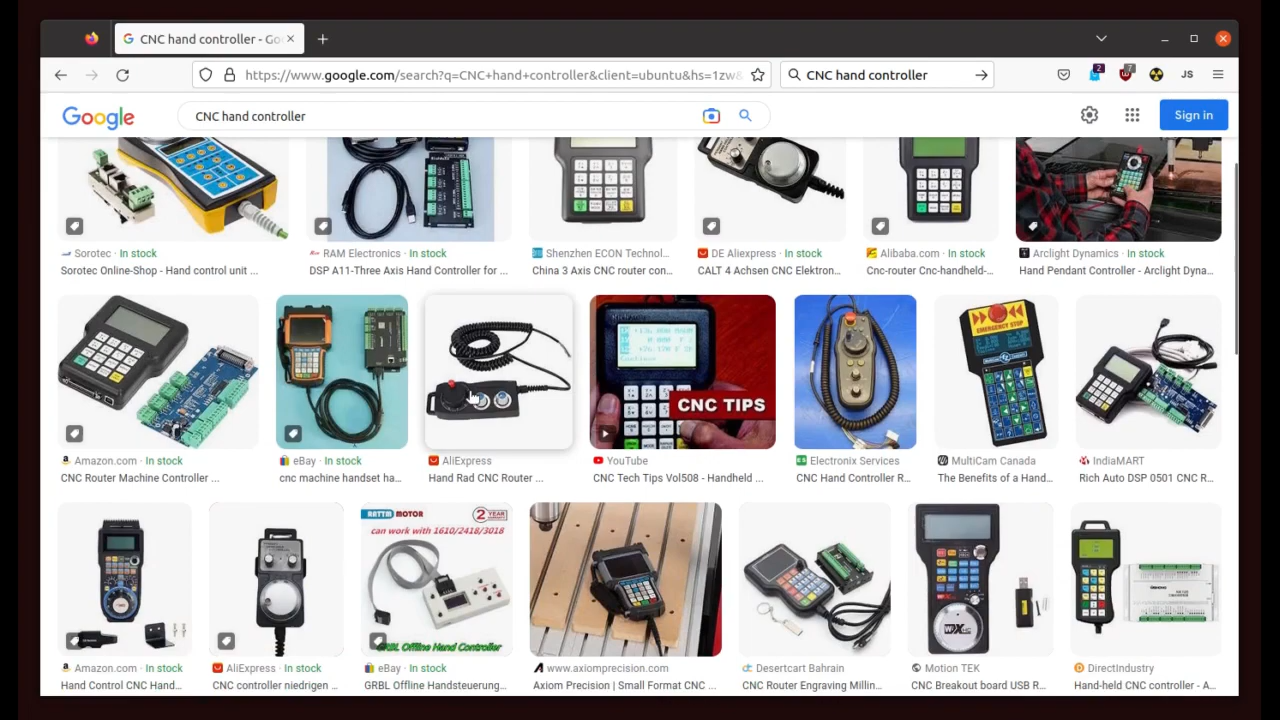 CNC hand controller - Go
https://www.google.com/search?q=CNC+hand+controller&client=ubuntu&hs=1zw&
CNC hand controller
2
7
JS
Google
CNC hand controller
Sign in
Sorotec · In stock
Sorotec Online-Shop - Hand control unit ...
RAM Electronics · In stock
DSP A11-Three Axis Hand Controller for ...
Shenzhen ECON Technol...
China 3 Axis CNC router con...
DE Aliexpress · In stock
CALT 4 Achsen CNC Elektron...
Alibaba.com · In stock
Cnc-router Cnc-handheld-...
Arclight Dynamics · In stock
Hand Pendant Controller - Arclight Dyna...
EMERGENCY STOP
CNC TIPS
Amazon.com · In stock
CNC Router Machine Controller ...
eBay · In stock
cnc machine handset ha...
AliExpress
Hand Rad CNC Router ...
YouTube
CNC Tech Tips Vol508 - Handheld ...
Electronix Services
CNC Hand Controller R...
MultiCam Canada
The Benefits of a Hand...
IndiaMART
Rich Auto DSP 0501 CNC R...
RATTM MOTOR
2 YEAR
can work with 1610/2418/3018
GRBL Offline Hand Controller
Amazon.com · In stock
Hand Control CNC Hand...
AliExpress · In stock
CNC controller niedrigen ...
eBay · In stock
GRBL Offline Handsteuerung...
www.axiomprecision.com
Axiom Precision | Small Format CNC ...
Desertcart Bahrain
CNC Router Engraving Millin...
Motion TEK
CNC Breakout board USB R...
DirectIndustry
Hand-held CNC controller - A...